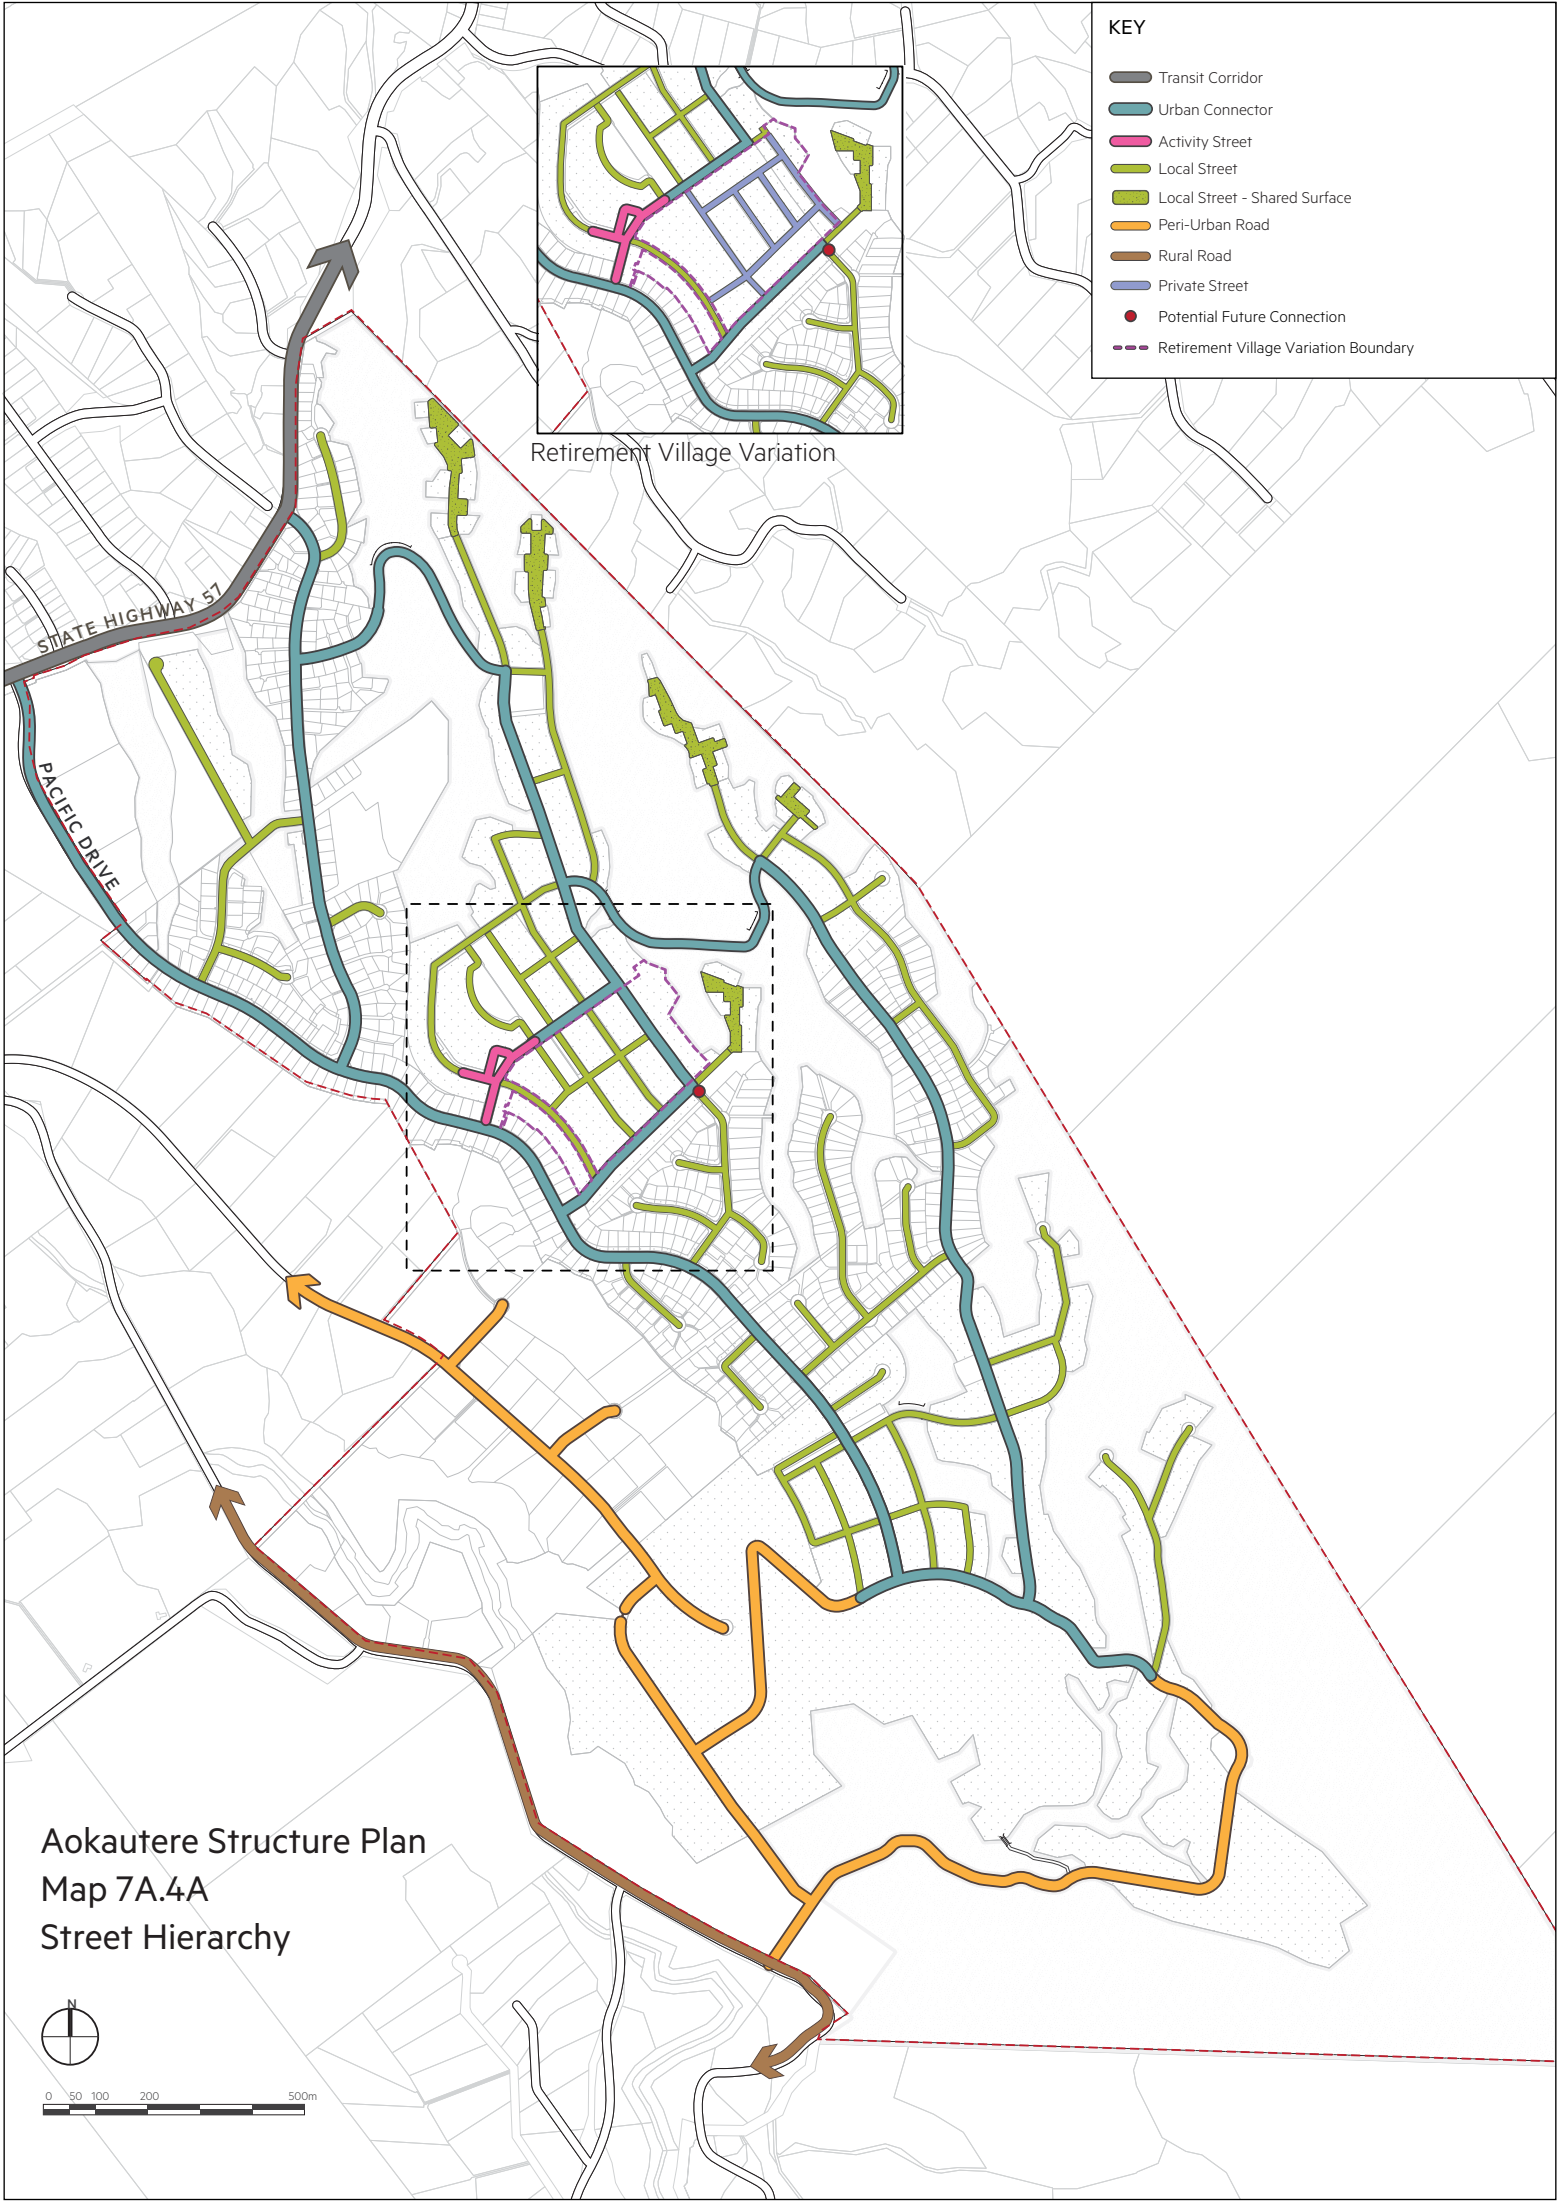 KEY
Transit Corridor
Urban Connector
Activity Street
Local Street
Local Street - Shared Surface
Peri-Urban Road
Rural Road
Private Street
Potential Future Connection
Retirement Village Variation Boundary
Retirement Village Variation
STATE HIGHWAY 57
PACIFIC DRIVE
Aokautere Structure Plan
Map 7A.4A
Street Hierarchy
N
0 50 100 200 500m